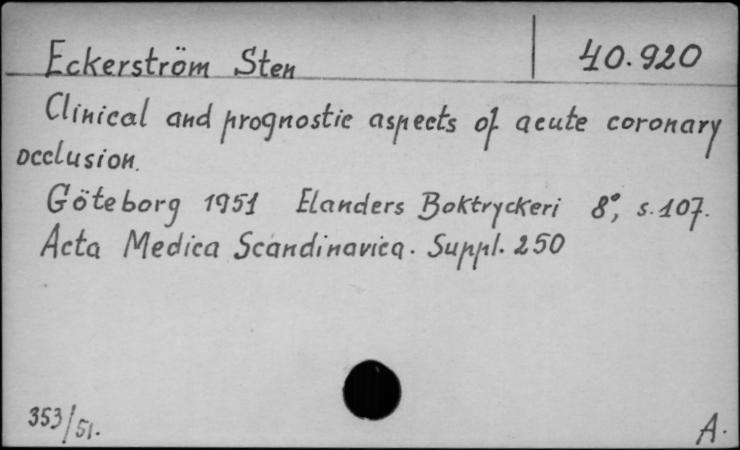 Eckerström Sten 40.920
Clinical and prognostic aspects of acute coronary
occlusion.
Göteborg 1951 Elanders Boktryckeri 8°, s.107.
Acta Medica Scandinavica. Suppl. 250
353/51. A.